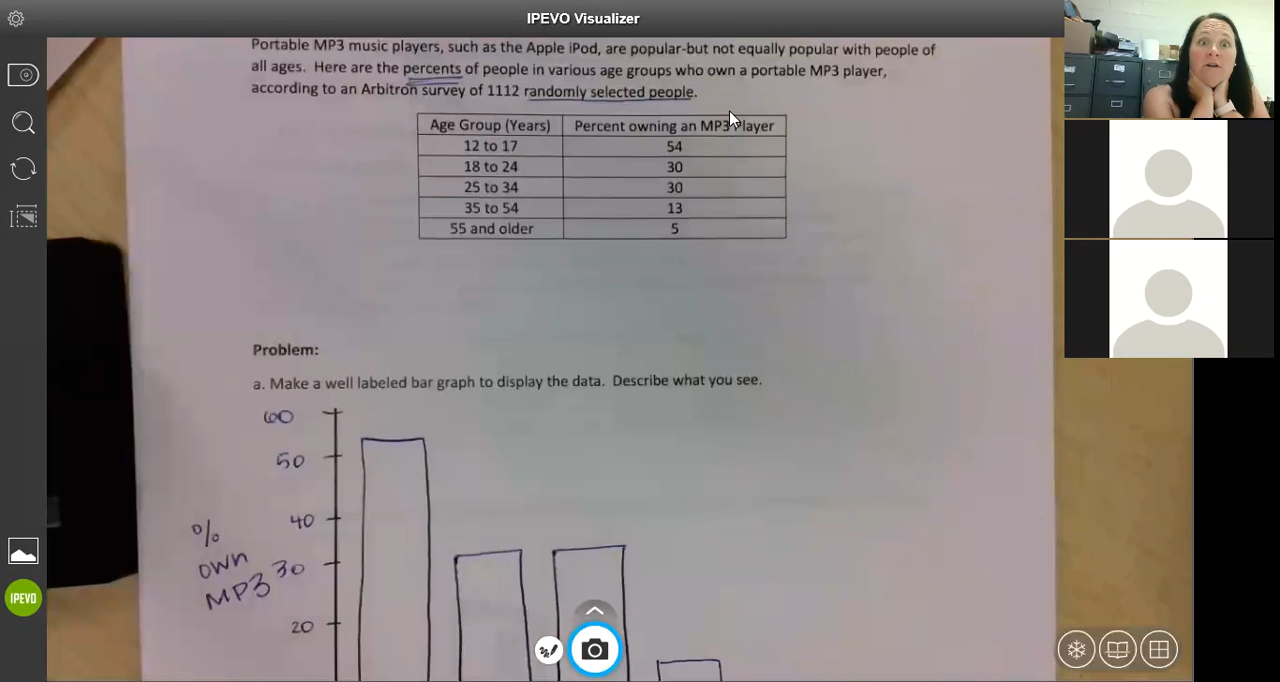 IPEVO Visualizer
Portable MP3 music players, such as the Apple iPod, are popular-but not equally popular with people of
all ages. Here are the percents of people in various age groups who own a portable MP3 player,
according to an Arbitron survey of 1112 randomly selected people.
Age Group (Years) Percent owning an MP3 Player
12 to 17 54
18 to 24 30
25 to 34 30
35 to 54 13
55 and older 5
Problem:
a. Make a well labeled bar graph to display the data. Describe what you see.
60
50
40
30
20
%
own
MP3
IPEVO